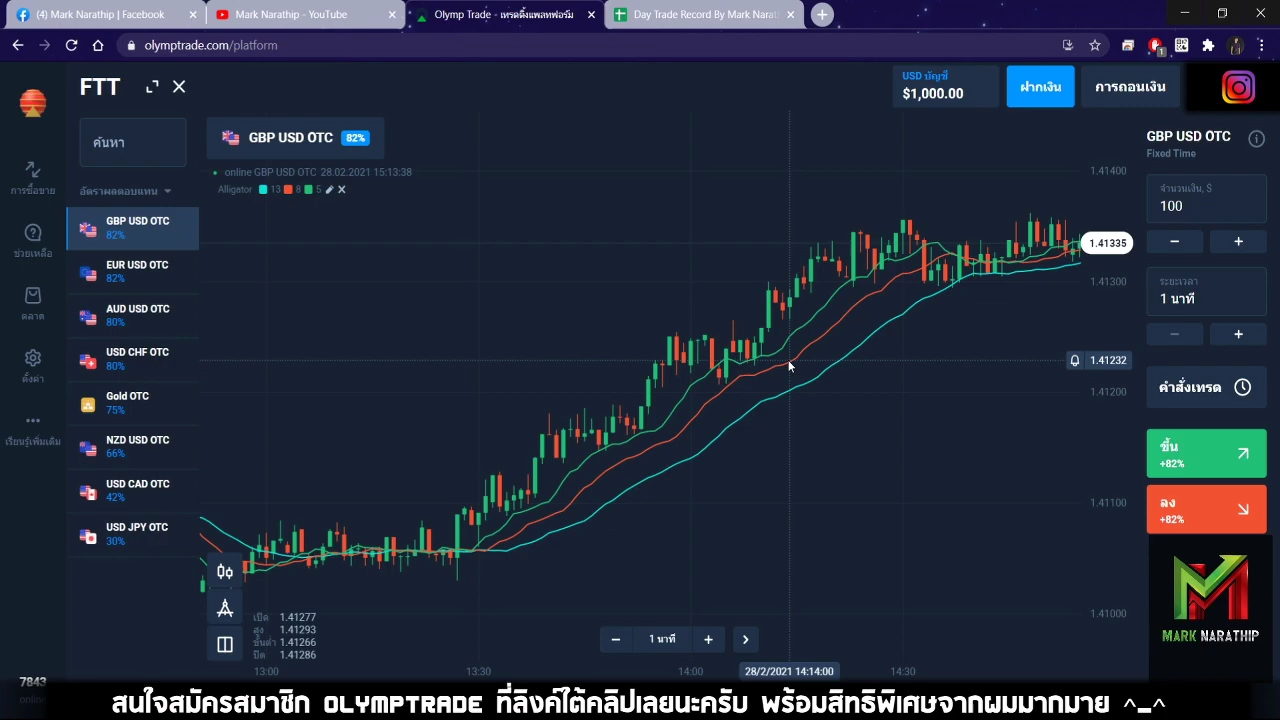 (4) Mark Narathip | Facebook
Mark Narathip - YouTube
Olymp Trade - เทรดดิ้งแพลทฟอร์ม
Day Trade Record By Mark Narat
olymptrade.com/platform
1
FTT
USD บัญชี
$1,000.00
ฝากเงิน
การถอนเงิน
ค้นหา
อัตราผลตอบแทน
GBP USD OTC
82%
EUR USD OTC
82%
AUD USD OTC
80%
USD CHF OTC
80%
Gold OTC
75%
NZD USD OTC
66%
USD CAD OTC
42%
USD JPY OTC
30%
การซื้อขาย
ช่วยเหลือ
ตลาด
ตั้งค่า
เรียนรู้เพิ่มเติม
7843
online
GBP USD OTC 82%
online GBP USD OTC 28.02.2021 15:13:38
Alligator 13 8 5
1.41400
1.41335
1.41300
1.41232
1.41200
1.41100
1.41000
เปิด 1.41277
สูง 1.41293
ขั้นต่ำ 1.41266
ปิด 1.41286
1 นาที
13:00
13:30
14:00
28/2/2021 14:14:00
14:30
GBP USD OTC
Fixed Time
จำนวนเงิน, $
100
ระยะเวลา
1 นาที
คำสั่งเทรด
ขึ้น
+82%
ลง
+82%
MARK NARATHIP
สนใจสมัครสมาชิก OLYMPTRADE ที่ลิงค์ใต้คลิปเลยนะครับ พร้อมสิทธิพิเศษจากผมมากมาย ^_^